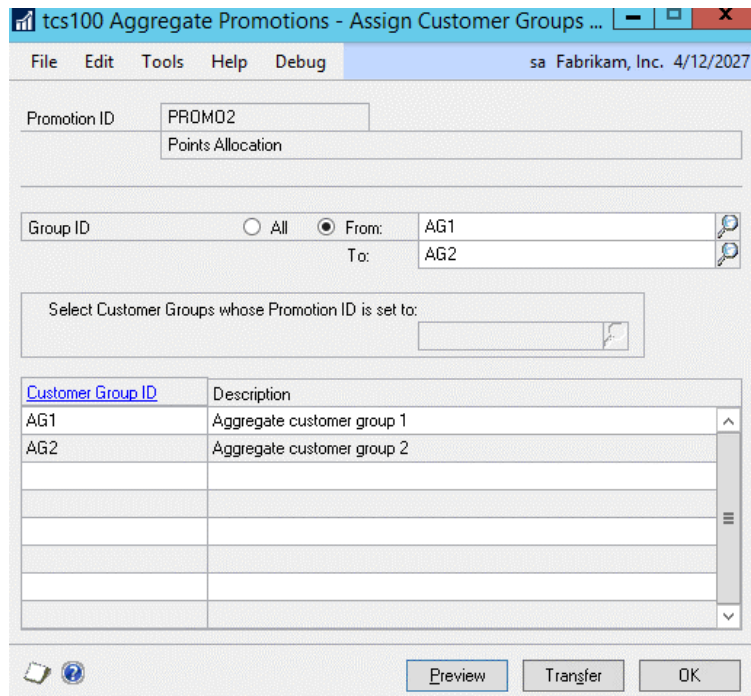 tcs100 Aggregate Promotions - Assign Customer Groups ...
File Edit Tools Help Debug sa Fabrikam, Inc. 4/12/2027
Promotion ID PROMO2
Points Allocation
Group ID All From: AG1
To: AG2
Select Customer Groups whose Promotion ID is set to:
Customer Group ID Description
AG1 Aggregate customer group 1
AG2 Aggregate customer group 2
Preview Transfer OK